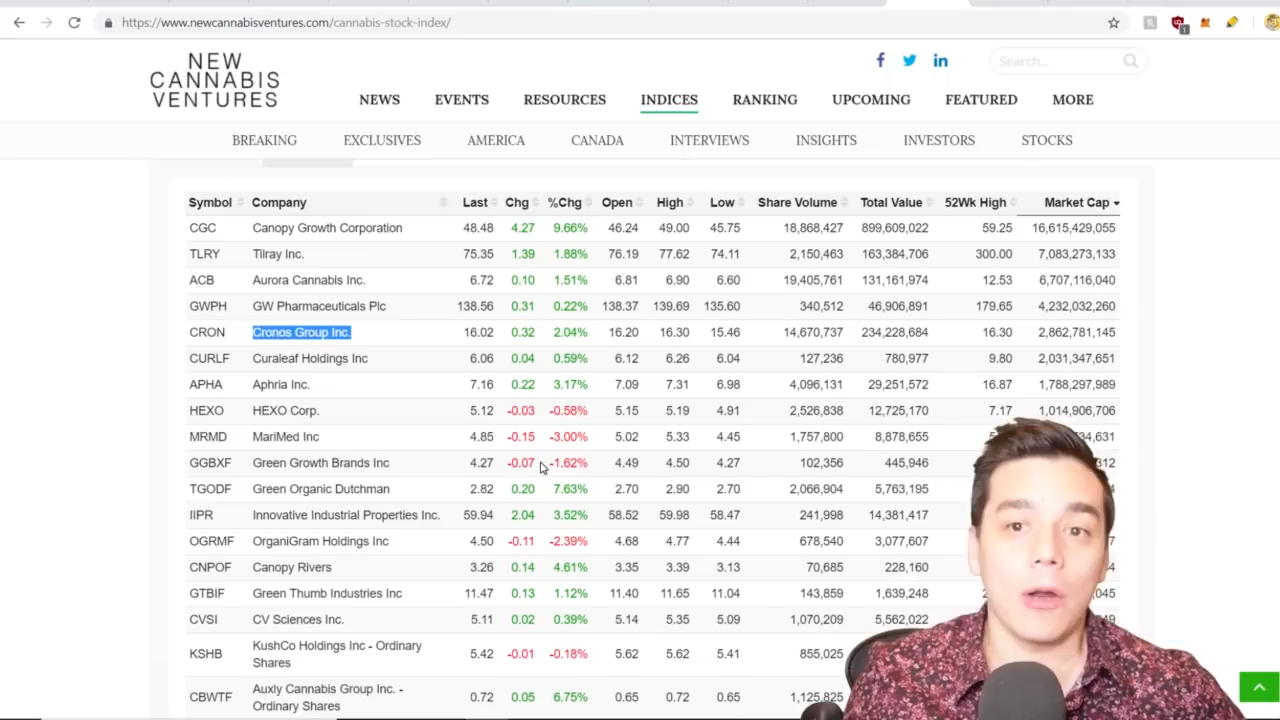 https://www.newcannabisventures.com/cannabis-stock-index/
1
NEW
CANNABIS
VENTURES
Search...
NEWS EVENTS RESOURCES INDICES RANKING UPCOMING FEATURED MORE
BREAKING EXCLUSIVES AMERICA CANADA INTERVIEWS INSIGHTS INVESTORS STOCKS
Symbol Company Last Chg %Chg Open High Low Share Volume Total Value 52Wk High Market Cap
CGC Canopy Growth Corporation 48.48 4.27 9.66% 46.24 49.00 45.75 18,868,427 899,609,022 59.25 16,615,429,055
TLRY Tilray Inc. 75.35 1.39 1.88% 76.19 77.62 74.11 2,150,463 163,384,706 300.00 7,083,273,133
ACB Aurora Cannabis Inc. 6.72 0.10 1.51% 6.81 6.90 6.60 19,405,761 131,161,974 12.53 6,707,116,040
GWPH GW Pharmaceuticals Plc 138.56 0.31 0.22% 138.37 139.69 135.60 340,512 46,906,891 179.65 4,232,032,260
CRON Cronos Group Inc. 16.02 0.32 2.04% 16.20 16.30 15.46 14,670,737 234,228,684 16.30 2,862,781,145
CURLF Curaleaf Holdings Inc 6.06 0.04 0.59% 6.12 6.26 6.04 127,236 780,977 9.80 2,031,347,651
APHA Aphria Inc. 7.16 0.22 3.17% 7.09 7.31 6.98 4,096,131 29,251,572 16.87 1,788,297,989
HEXO HEXO Corp. 5.12 -0.03 -0.58% 5.15 5.19 4.91 2,526,838 12,725,170 7.17 1,014,906,706
MRMD MariMed Inc 4.85 -0.15 -3.00% 5.02 5.33 4.45 1,757,800 8,878,655
GGBXF Green Growth Brands Inc 4.27 -0.07 -1.62% 4.49 4.50 4.27 102,356 445,946
TGODF Green Organic Dutchman 2.82 0.20 7.63% 2.70 2.90 2.70 2,066,904 5,763,195
IIPR Innovative Industrial Properties Inc. 59.94 2.04 3.52% 58.52 59.98 58.47 241,998 14,381,417
OGRMF OrganiGram Holdings Inc 4.50 -0.11 -2.39% 4.68 4.77 4.44 678,540 3,077,607
CNPOF Canopy Rivers 3.26 0.14 4.61% 3.35 3.39 3.13 70,685 228,160
GTBIF Green Thumb Industries Inc 11.47 0.13 1.12% 11.40 11.65 11.04 143,859 1,639,248
CVSI CV Sciences Inc. 5.11 0.02 0.39% 5.14 5.35 5.09 1,070,209 5,562,022
KSHB KushCo Holdings Inc - Ordinary Shares 5.42 -0.01 -0.18% 5.62 5.62 5.41 855,025
CBWTF Auxly Cannabis Group Inc. - Ordinary Shares 0.72 0.05 6.75% 0.65 0.72 0.65 1,125,825